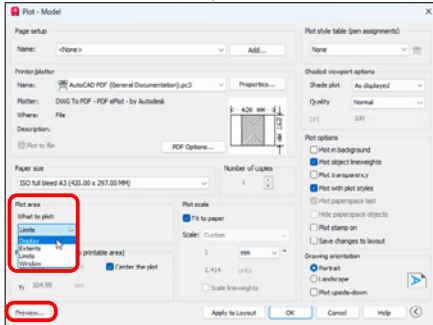 Plot - Model
Page setup
Name:
<None>
Add...
Plot style table (pen assignments)
None
Printer/plotter
Name:
AutoCAD PDF (General Documentation).pc3
Properties...
Plotter:
DWG To PDF - PDF ePlot - by Autodesk
Where:
File
Description:
Plot to file
PDF Options...
420 MM
297 MM
Shaded viewport options
Shade plot
As displayed
Quality
Normal
DPI
100
Paper size
ISO full bleed A3 (420.00 x 297.00 MM)
Number of copies
1
Plot options
Plot in background
Plot object lineweights
Plot transparency
Plot with plot styles
Plot paperspace last
Hide paperspace objects
Plot stamp on
Save changes to layout
Plot area
What to plot:
Limits
Display
Extents
Limits
Window
printable area)
Center the plot
Y:
104.99
Plot scale
Fit to paper
Scale:
Custom
1
mm
=
1.414
units
Scale lineweights
Drawing orientation
Portrait
Landscape
Plot upside-down
Preview...
Apply to Layout
OK
Cancel
Help